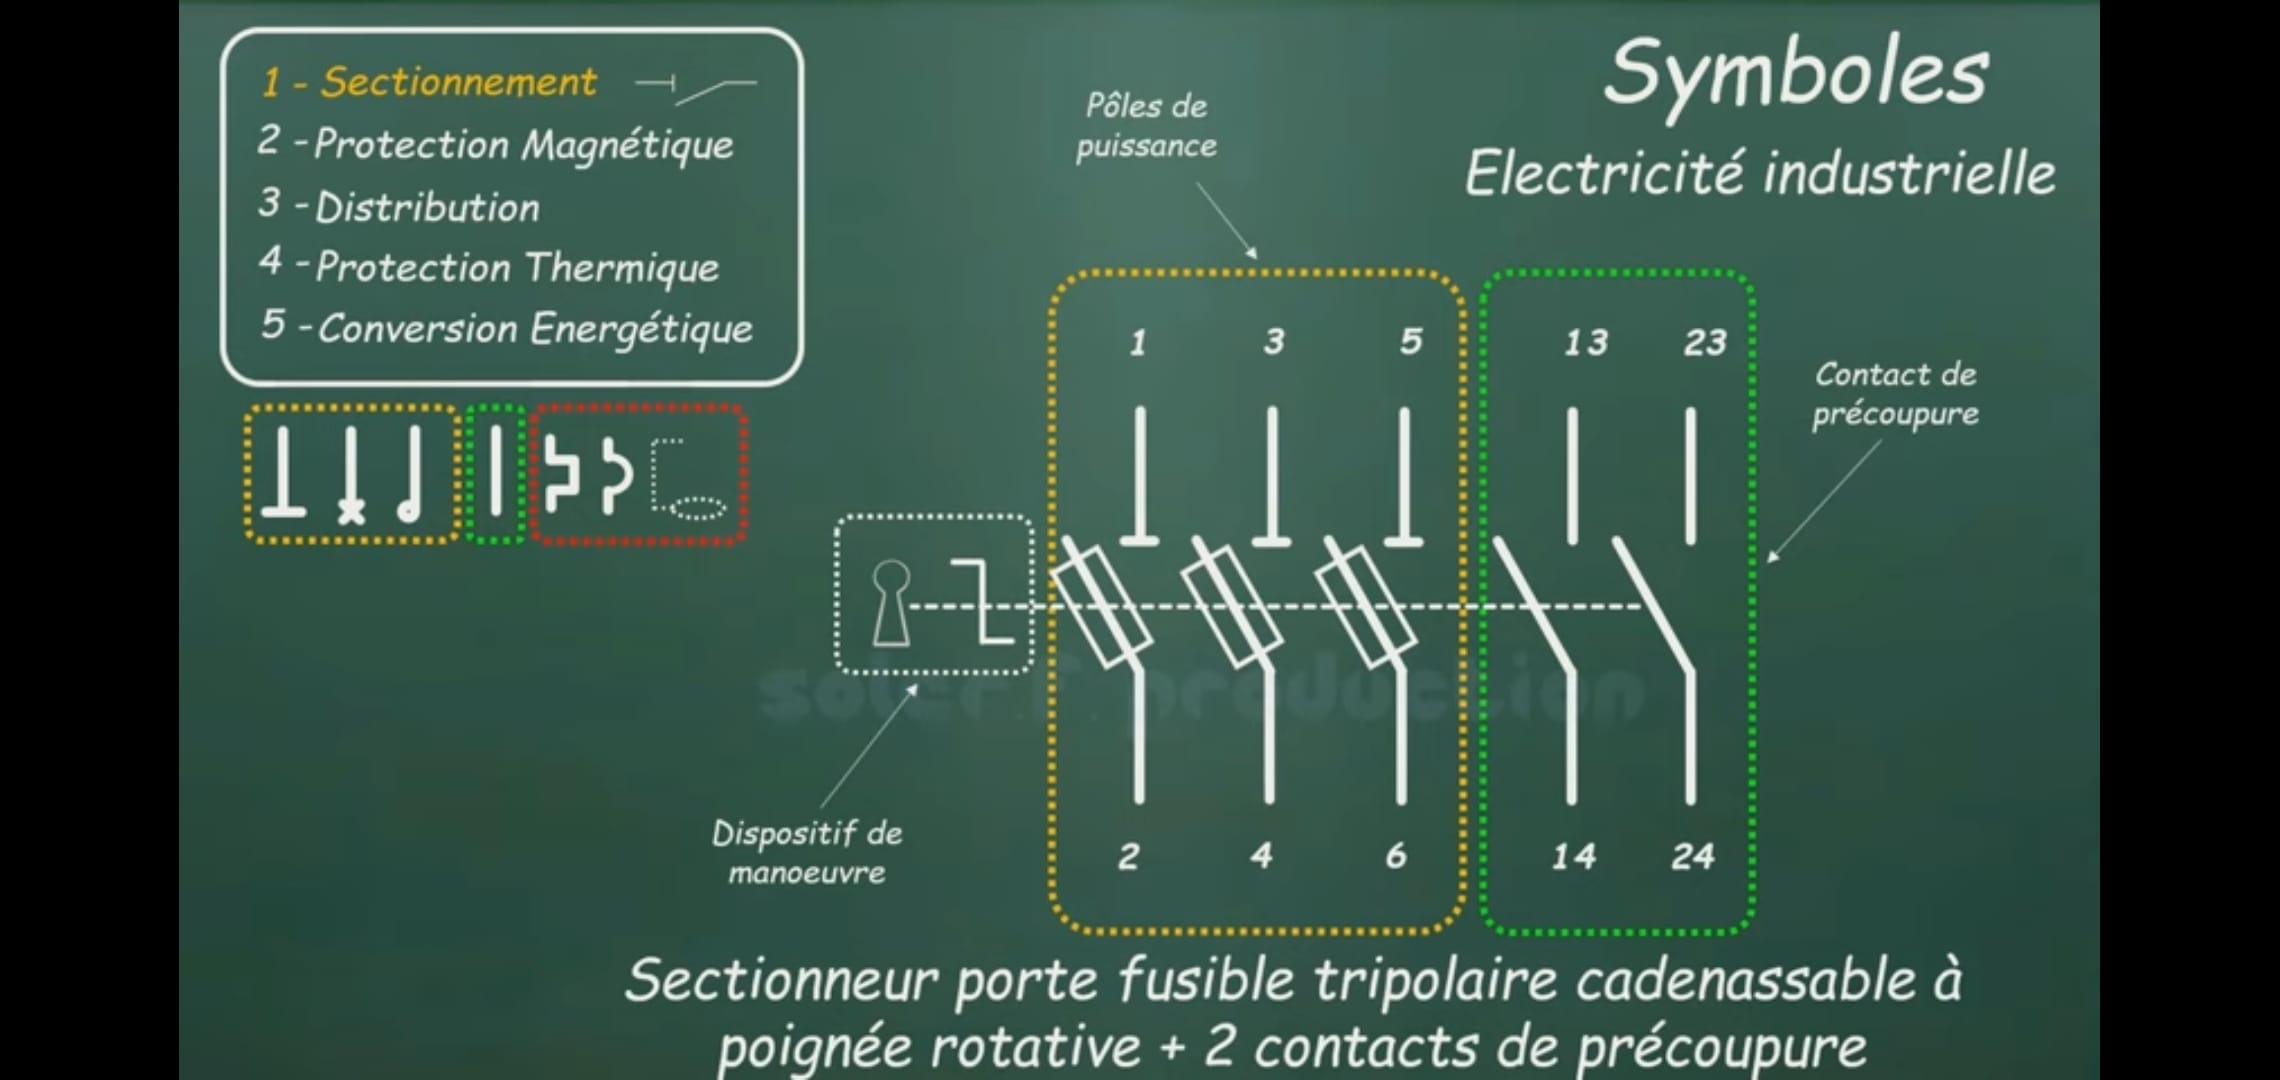 Symboles
Electricité industrielle
1 - Sectionnement
2 - Protection Magnétique
3 - Distribution
4 - Protection Thermique
5 - Conversion Energétique
Pôles de
puissance
1 3 5 13 23
Contact de
précoupure
Dispositif de
manoeuvre
2 4 6 14 24
soler.f. production
Sectionneur porte fusible tripolaire cadenassable à
poignée rotative + 2 contacts de précoupure